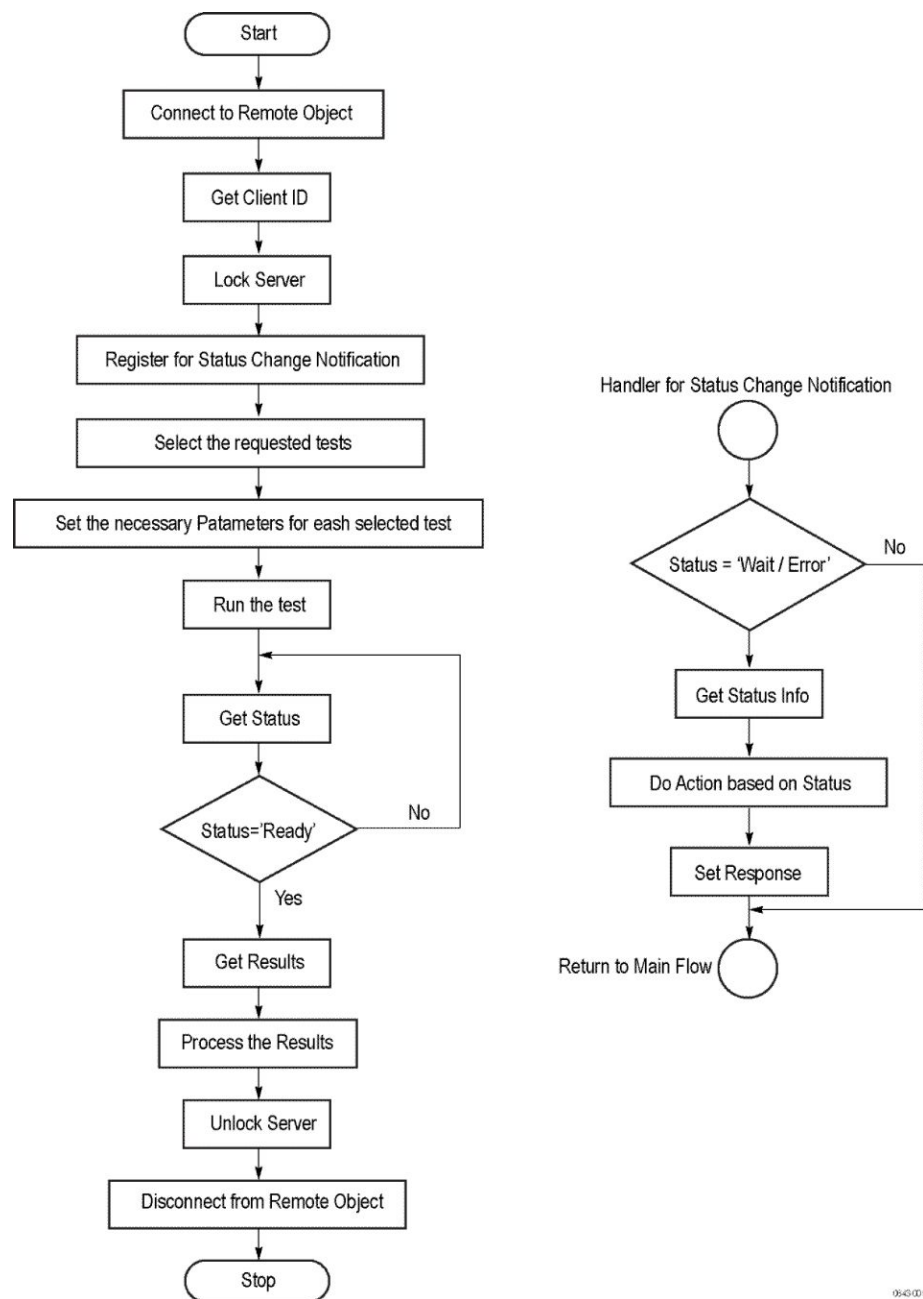 Start
Connect to Remote Object
Get Client ID
Lock Server
Register for Status Change Notification
Select the requested tests
Set the necessary Patameters for eash selected test
Run the test
Get Status
Status='Ready'
No
Yes
Get Results
Process the Results
Unlock Server
Disconnect from Remote Object
Stop
Handler for Status Change Notification
Status = ‘Wait / Error’
No
Get Status Info
Do Action based on Status
Set Response
Return to Main Flow